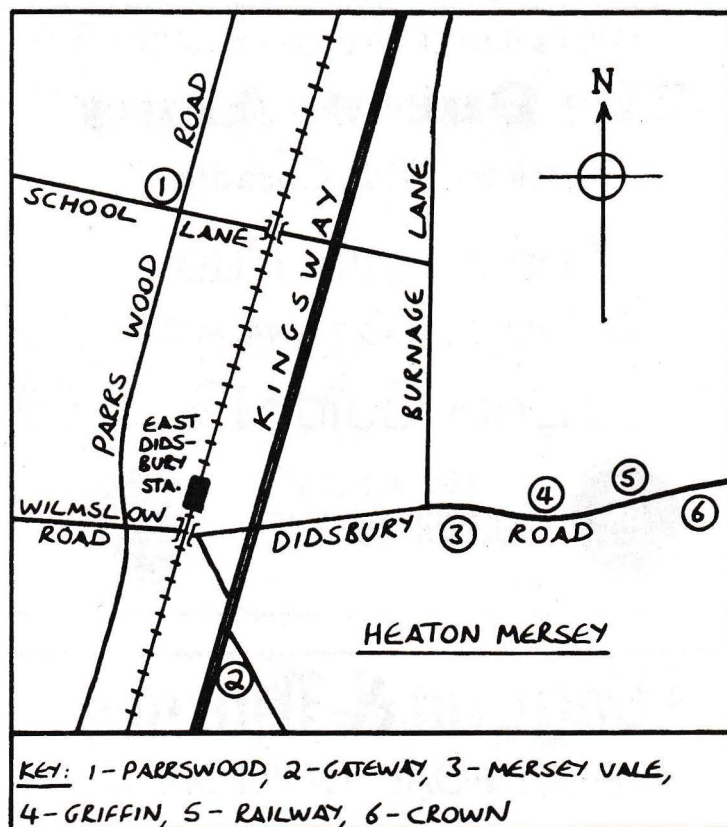 ROAD
N
1
SCHOOL
LANE
LANE
KINGSWAY
WOOD
PARRS
BURNAGE
EAST
DIDS-
BURY
STA.
WILMSLOW
ROAD
DIDSBURY
ROAD
3
4
5
6
HEATON MERSEY
2
KEY: 1-PARRSWOOD, 2-GATEWAY, 3-MERSEY VALE,
4-GRIFFIN, 5-RAILWAY, 6-CROWN